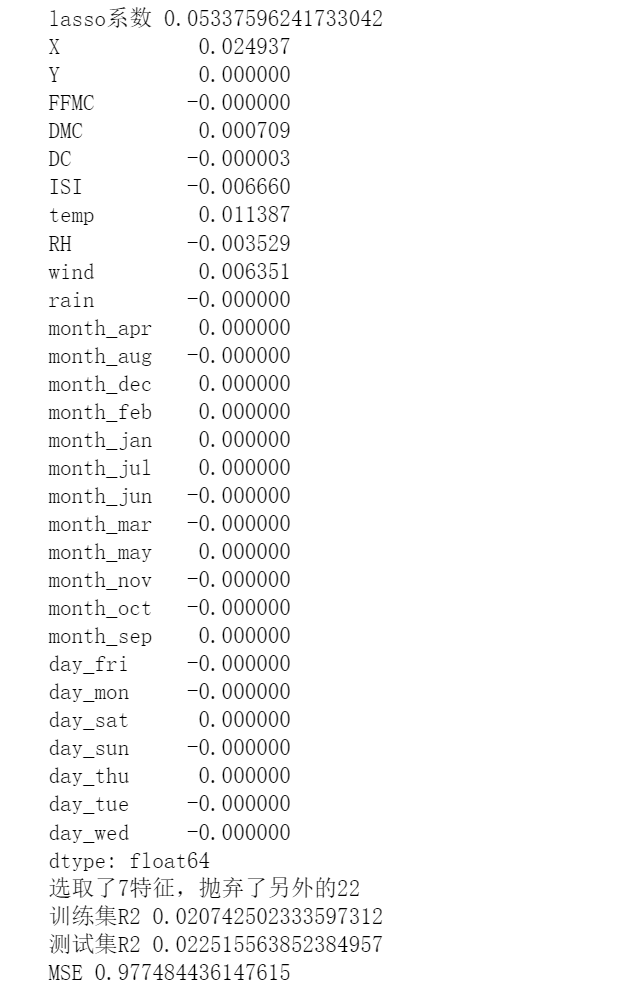 lasso系数 0.05337596241733042
X 0.024937
Y 0.000000
FFMC -0.000000
DMC 0.000709
DC -0.000003
ISI -0.006660
temp 0.011387
RH -0.003529
wind 0.006351
rain -0.000000
month_apr 0.000000
month_aug -0.000000
month_dec 0.000000
month_feb 0.000000
month_jan 0.000000
month_jul 0.000000
month_jun -0.000000
month_mar -0.000000
month_may 0.000000
month_nov -0.000000
month_oct -0.000000
month_sep 0.000000
day_fri -0.000000
day_mon -0.000000
day_sat 0.000000
day_sun -0.000000
day_thu 0.000000
day_tue -0.000000
day_wed -0.000000
dtype: float64
选取了7特征，抛弃了另外的22
训练集R2 0.020742502333597312
测试集R2 0.022515563852384957
MSE 0.977484436147615